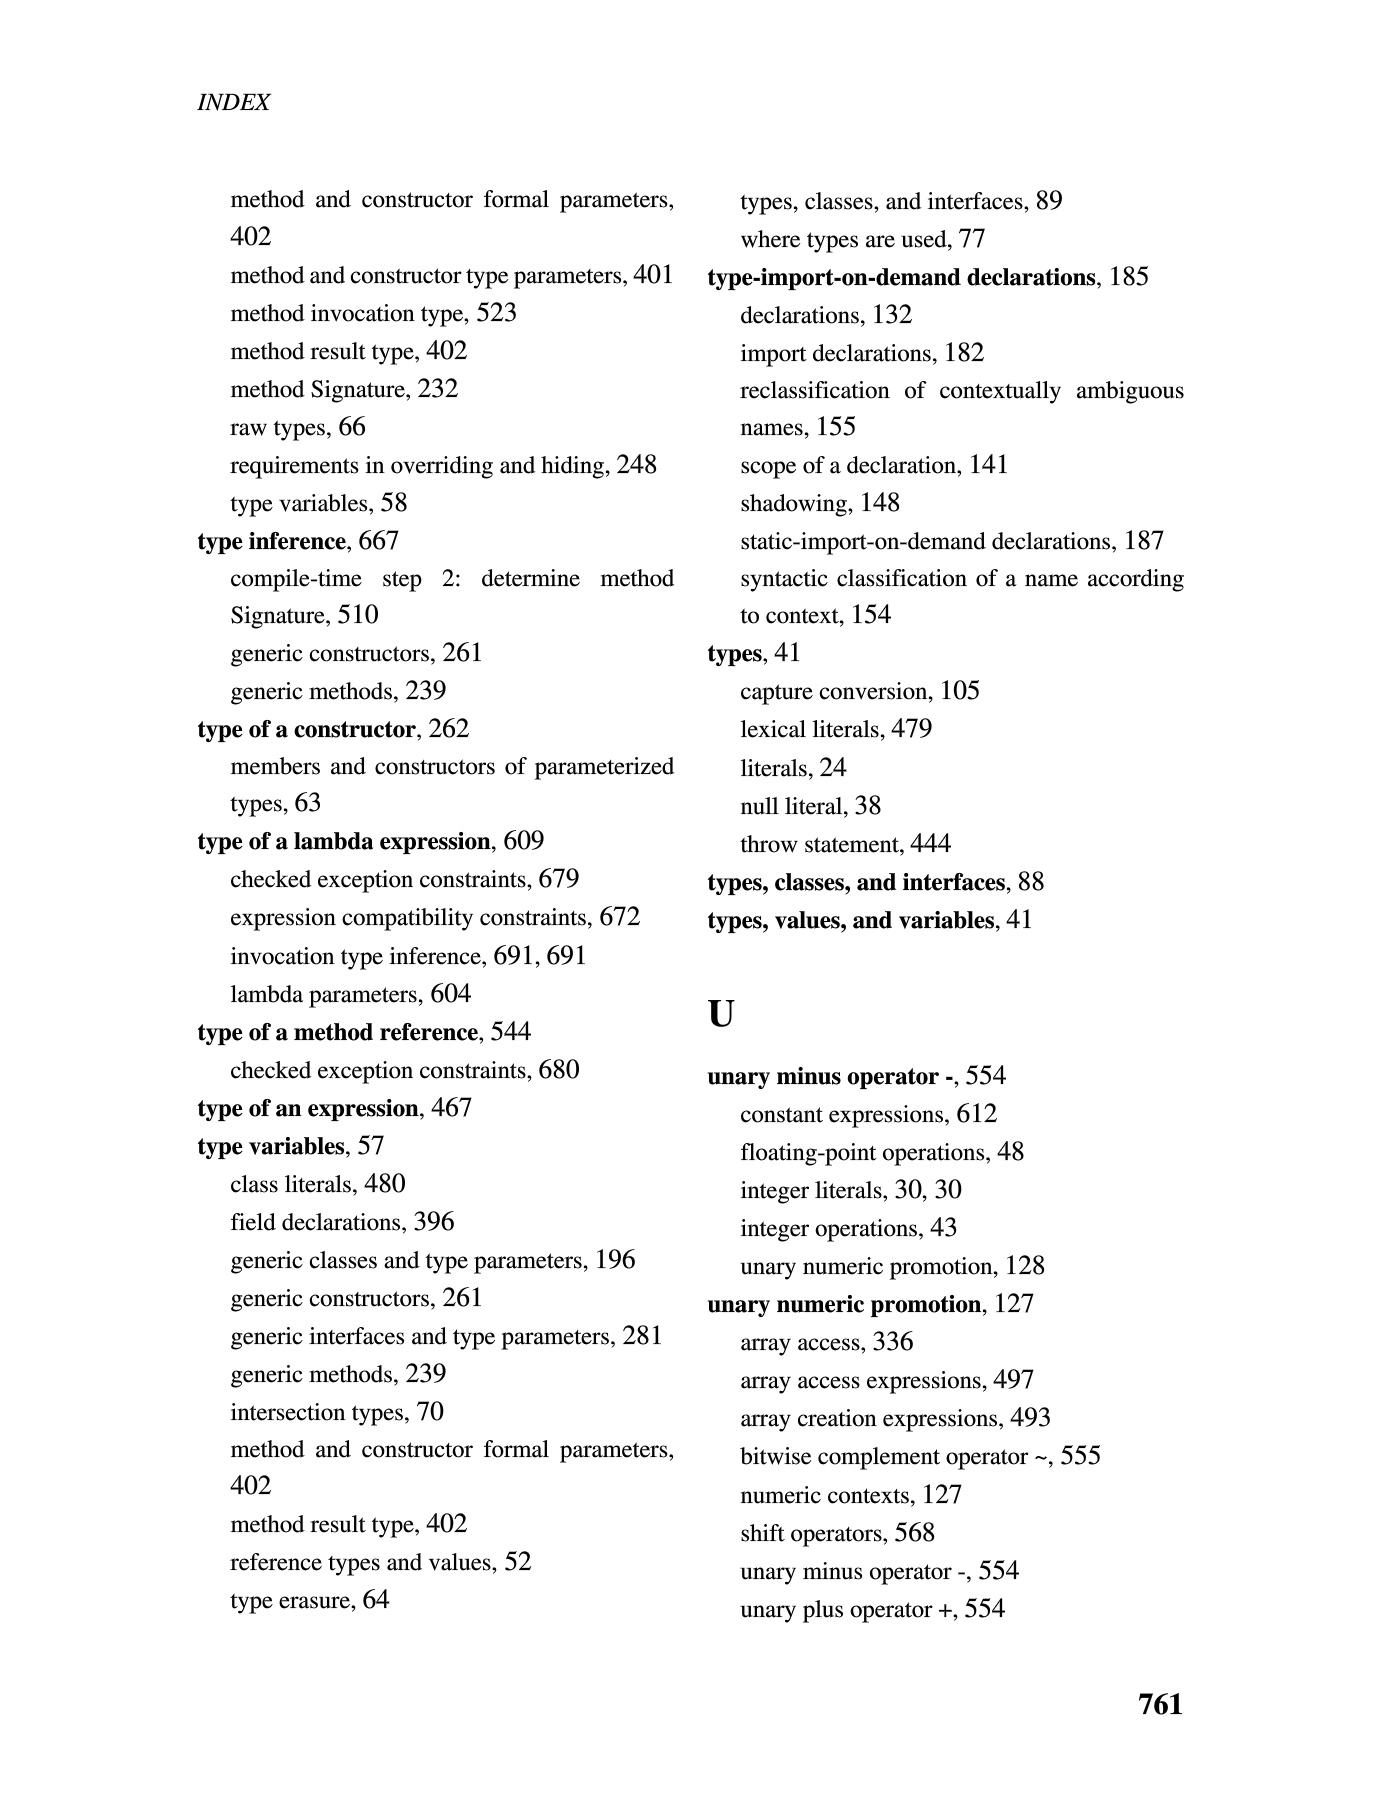 INDEX
method and constructor formal parameters,
402
method and constructor type parameters, 401
method invocation type, 523
method result type, 402
method Signature, 232
raw types, 66
requirements in overriding and hiding, 248
type variables, 58
type inference, 667
compile-time step 2: determine method
Signature, 510
generic constructors, 261
generic methods, 239
type of a constructor, 262
members and constructors of parameterized
types, 63
type of a lambda expression, 609
checked exception constraints, 679
expression compatibility constraints, 672
invocation type inference, 691, 691
lambda parameters, 604
type of a method reference, 544
checked exception constraints, 680
type of an expression, 467
type variables, 57
class literals, 480
field declarations, 396
generic classes and type parameters, 196
generic constructors, 261
generic interfaces and type parameters, 281
generic methods, 239
intersection types, 70
method and constructor formal parameters,
402
method result type, 402
reference types and values, 52
type erasure, 64
types, classes, and interfaces, 89
where types are used, 77
type-import-on-demand declarations, 185
declarations, 132
import declarations, 182
reclassification of contextually ambiguous
names, 155
scope of a declaration, 141
shadowing, 148
static-import-on-demand declarations, 187
syntactic classification of a name according
to context, 154
types, 41
capture conversion, 105
lexical literals, 479
literals, 24
null literal, 38
throw statement, 444
types, classes, and interfaces, 88
types, values, and variables, 41
U
unary minus operator -, 554
constant expressions, 612
floating-point operations, 48
integer literals, 30, 30
integer operations, 43
unary numeric promotion, 128
unary numeric promotion, 127
array access, 336
array access expressions, 497
array creation expressions, 493
bitwise complement operator ~, 555
numeric contexts, 127
shift operators, 568
unary minus operator -, 554
unary plus operator +, 554
761